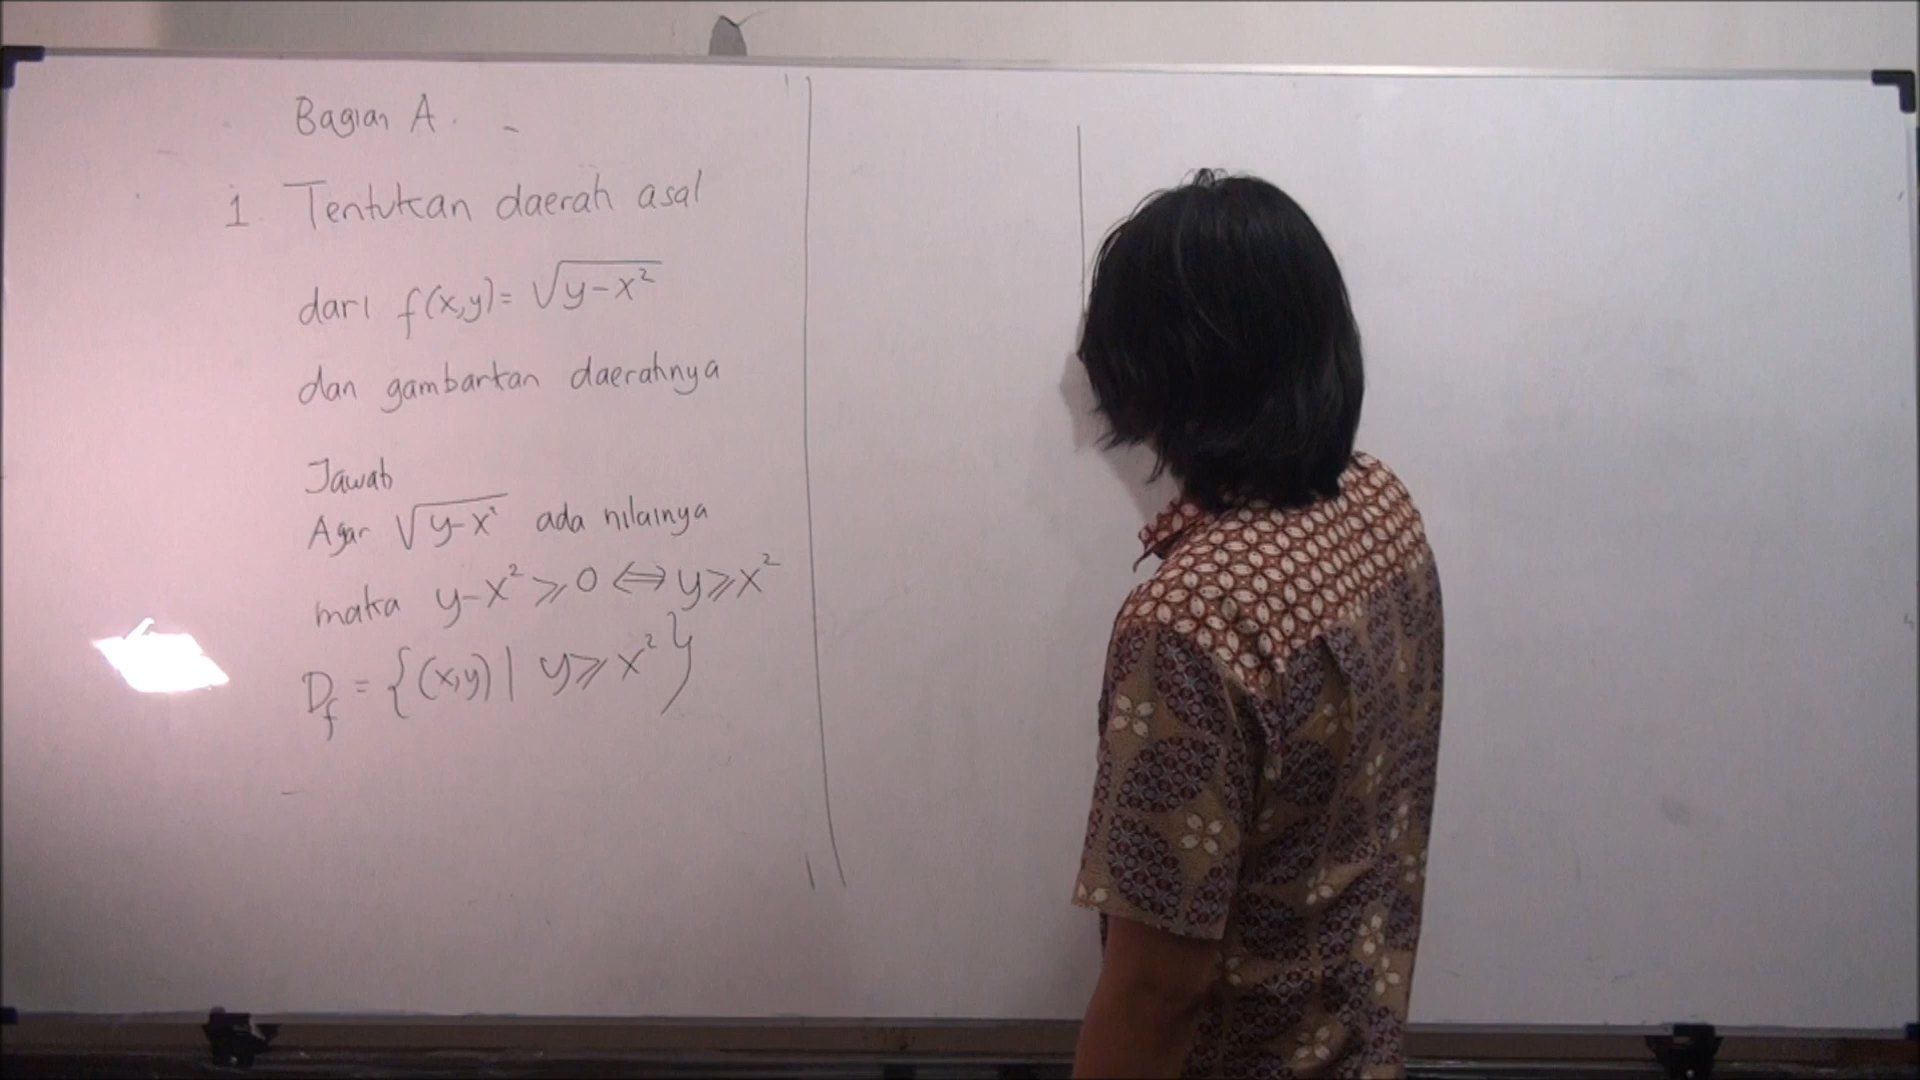 Bagian A.
1. Tentukan daerah asal
dari f(x,y) = √(y-x²)
dan gambarkan daerahnya
Jawab
Agar √(y-x²) ada nilainya
maka y-x² ≥ 0 ⇔ y ≥ x²
D_f = {(x,y) | y ≥ x²}